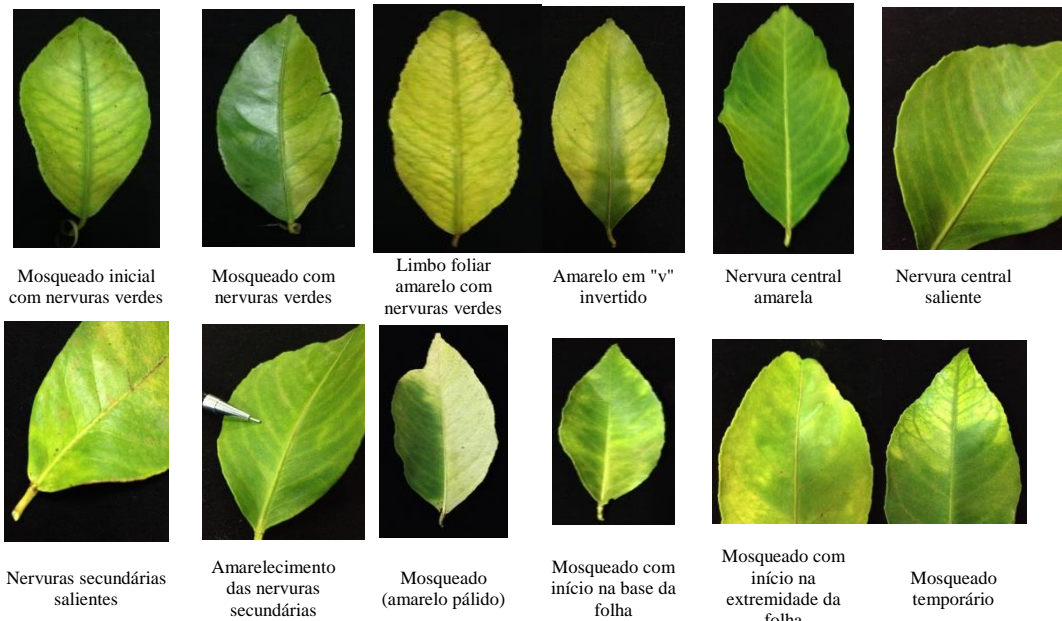 Mosqueado inicial
com nervuras verdes
Mosqueado com
nervuras verdes
Limbo foliar
amarelo com
nervuras verdes
Amarelo em "v"
invertido
Nervura central
amarela
Nervura central
saliente
Nervuras secundárias
salientes
Amarelecimento
das nervuras
secundárias
Mosqueado
(amarelo pálido)
Mosqueado com
início na base da
folha
Mosqueado com
início na
extremidade da
folha
Mosqueado
temporário